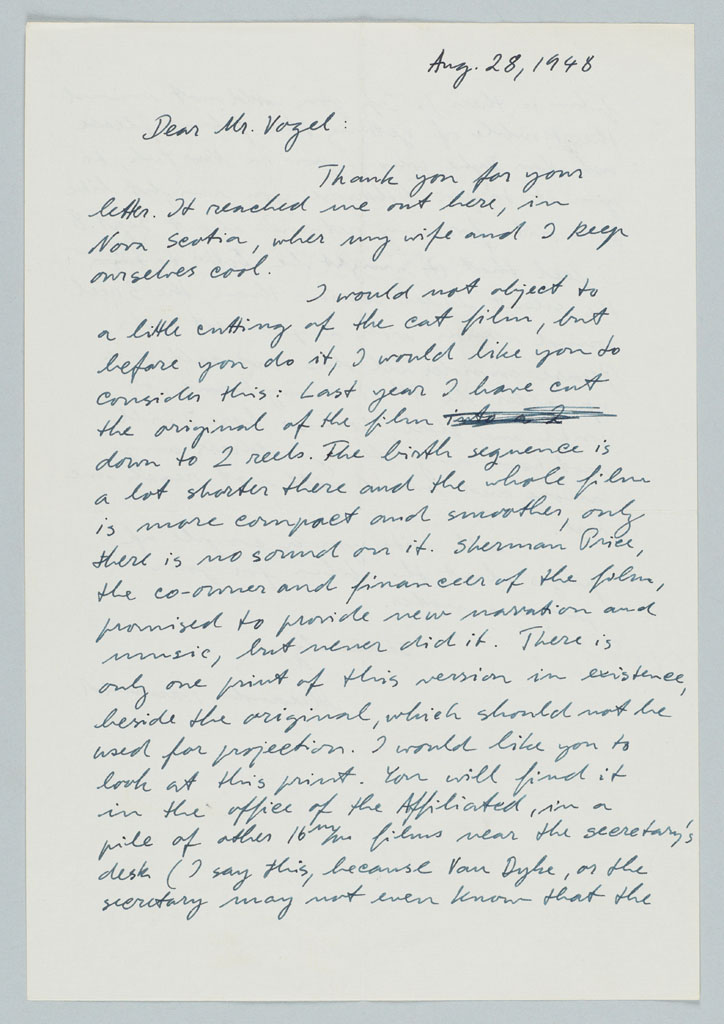 Aug. 28, 1948
Dear Mr. Vogel:
Thank you for your
letter. It reached me out here, in
Nova Scotia, wher my wife and I keep
ourselves cool.
I would not object to
a little cutting of the cat film, but
before you do it, I would like you to
consider this: Last year I have cut
the original of the film into a 2
down to 2 reels. The birth sequence is
a lot shorter there and the whole film
is more compact and smoother, only
there is no sound on it. Sherman Price,
the co-owner and financeer of the film,
promised to provide new narration and
music, but never did it. There is
only one print of this version in existence,
beside the original, which should not be
used for projection. I would like you to
look at this print. You will find it
in the office of the Affiliated, in a
pile of other 16 m/m films near the secretary's
desk (I say this, because Van Dyke, or the
secretary may not even know that the